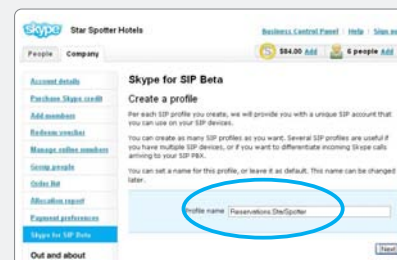 skype Star Spotter Hotels
Business Control Panel | Help | Sign out
People Company
$84.00 Add 6 people Add
Account details
Purchase Skype credit
Add members
Redeem voucher
Manage online numbers
Group people
Order list
Allocation report
Payment preferences
Skype for SIP Beta
Out and about
Skype for SIP Beta
Create a profile
Per each SIP profile you create, we will provide you with a unique SIP account that
you can use on your SIP devices.
You can create as many SIP profiles as you want. Several SIP profiles are useful if
you have multiple SIP devices, or if you want to differentiate incoming Skype calls
arriving to your SIP PBX.
You can set a name for this profile, or leave it as default. This name can be changed
later.
Profile name Reservations.StarSpotter
Next